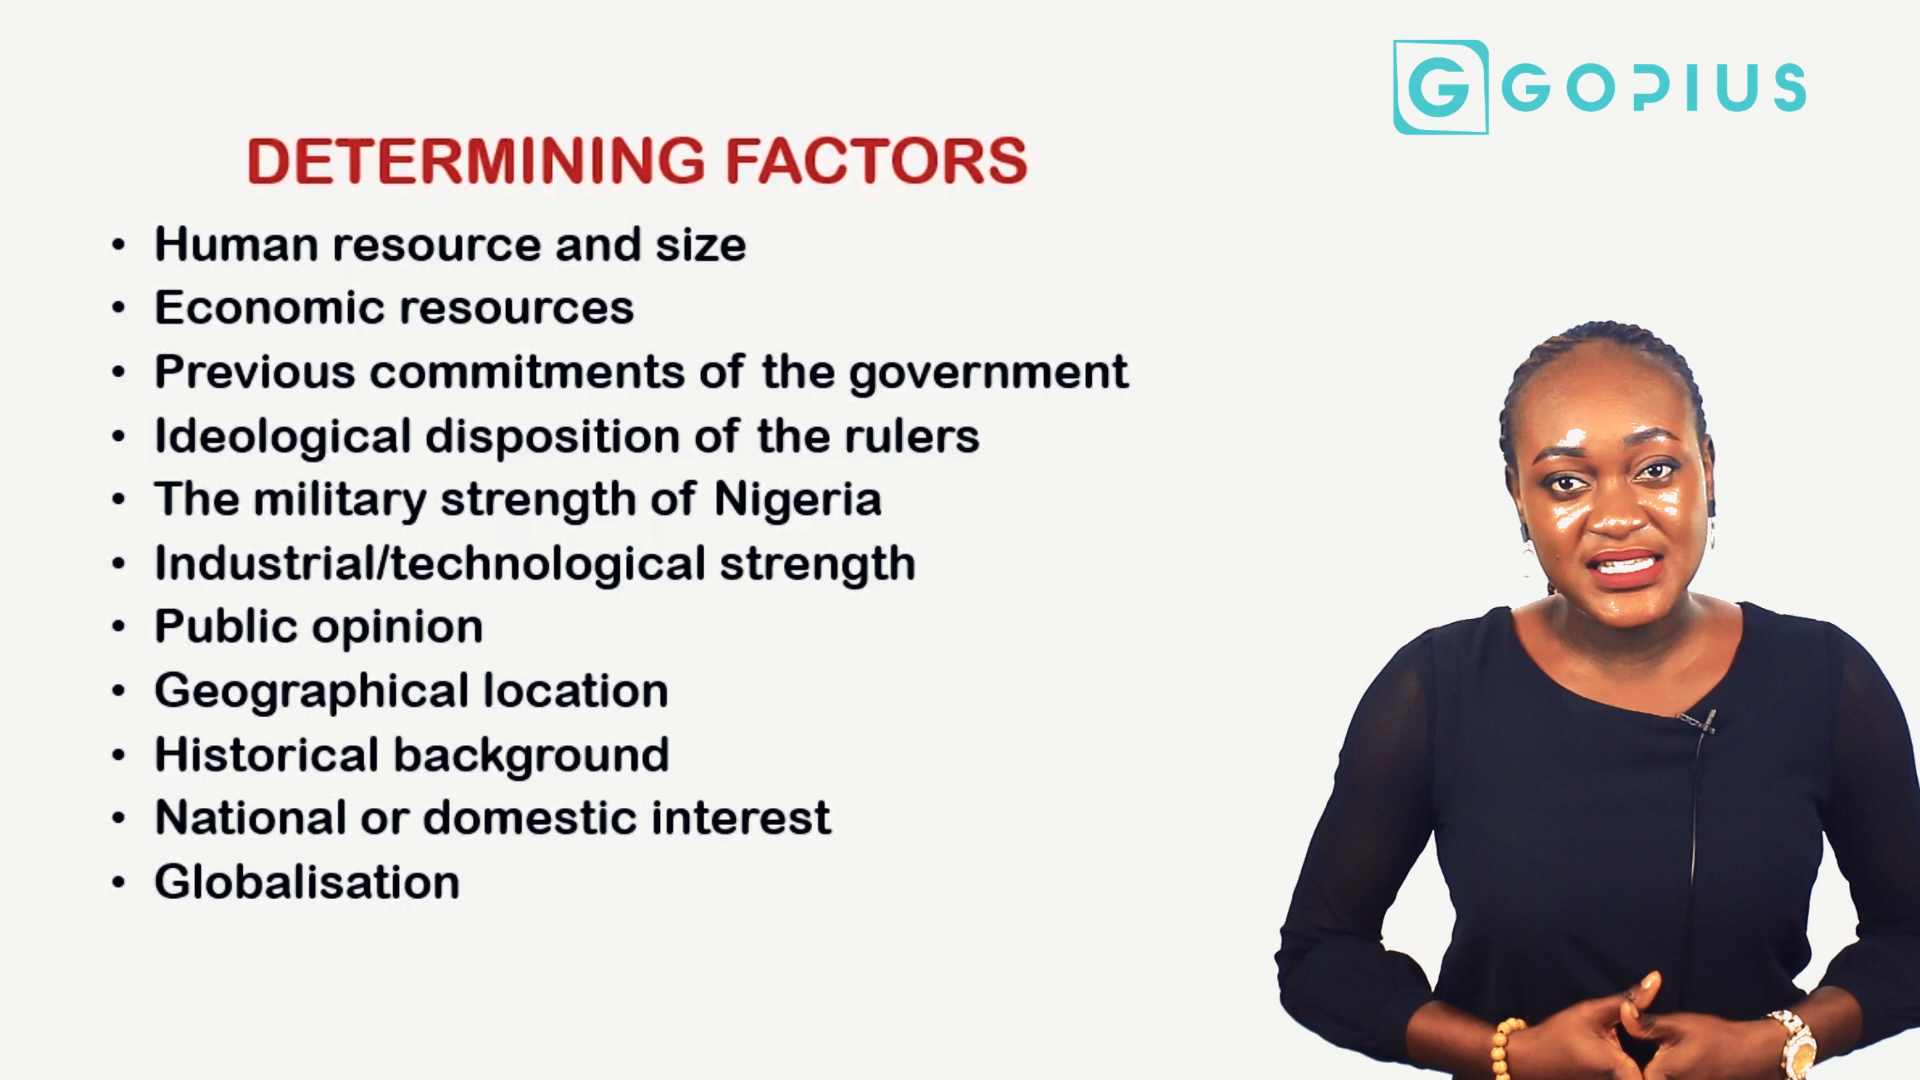 GOPIUS
DETERMINING FACTORS
• Human resource and size
• Economic resources
• Previous commitments of the government
• Ideological disposition of the rulers
• The military strength of Nigeria
• Industrial/technological strength
• Public opinion
• Geographical location
• Historical background
• National or domestic interest
• Globalisation